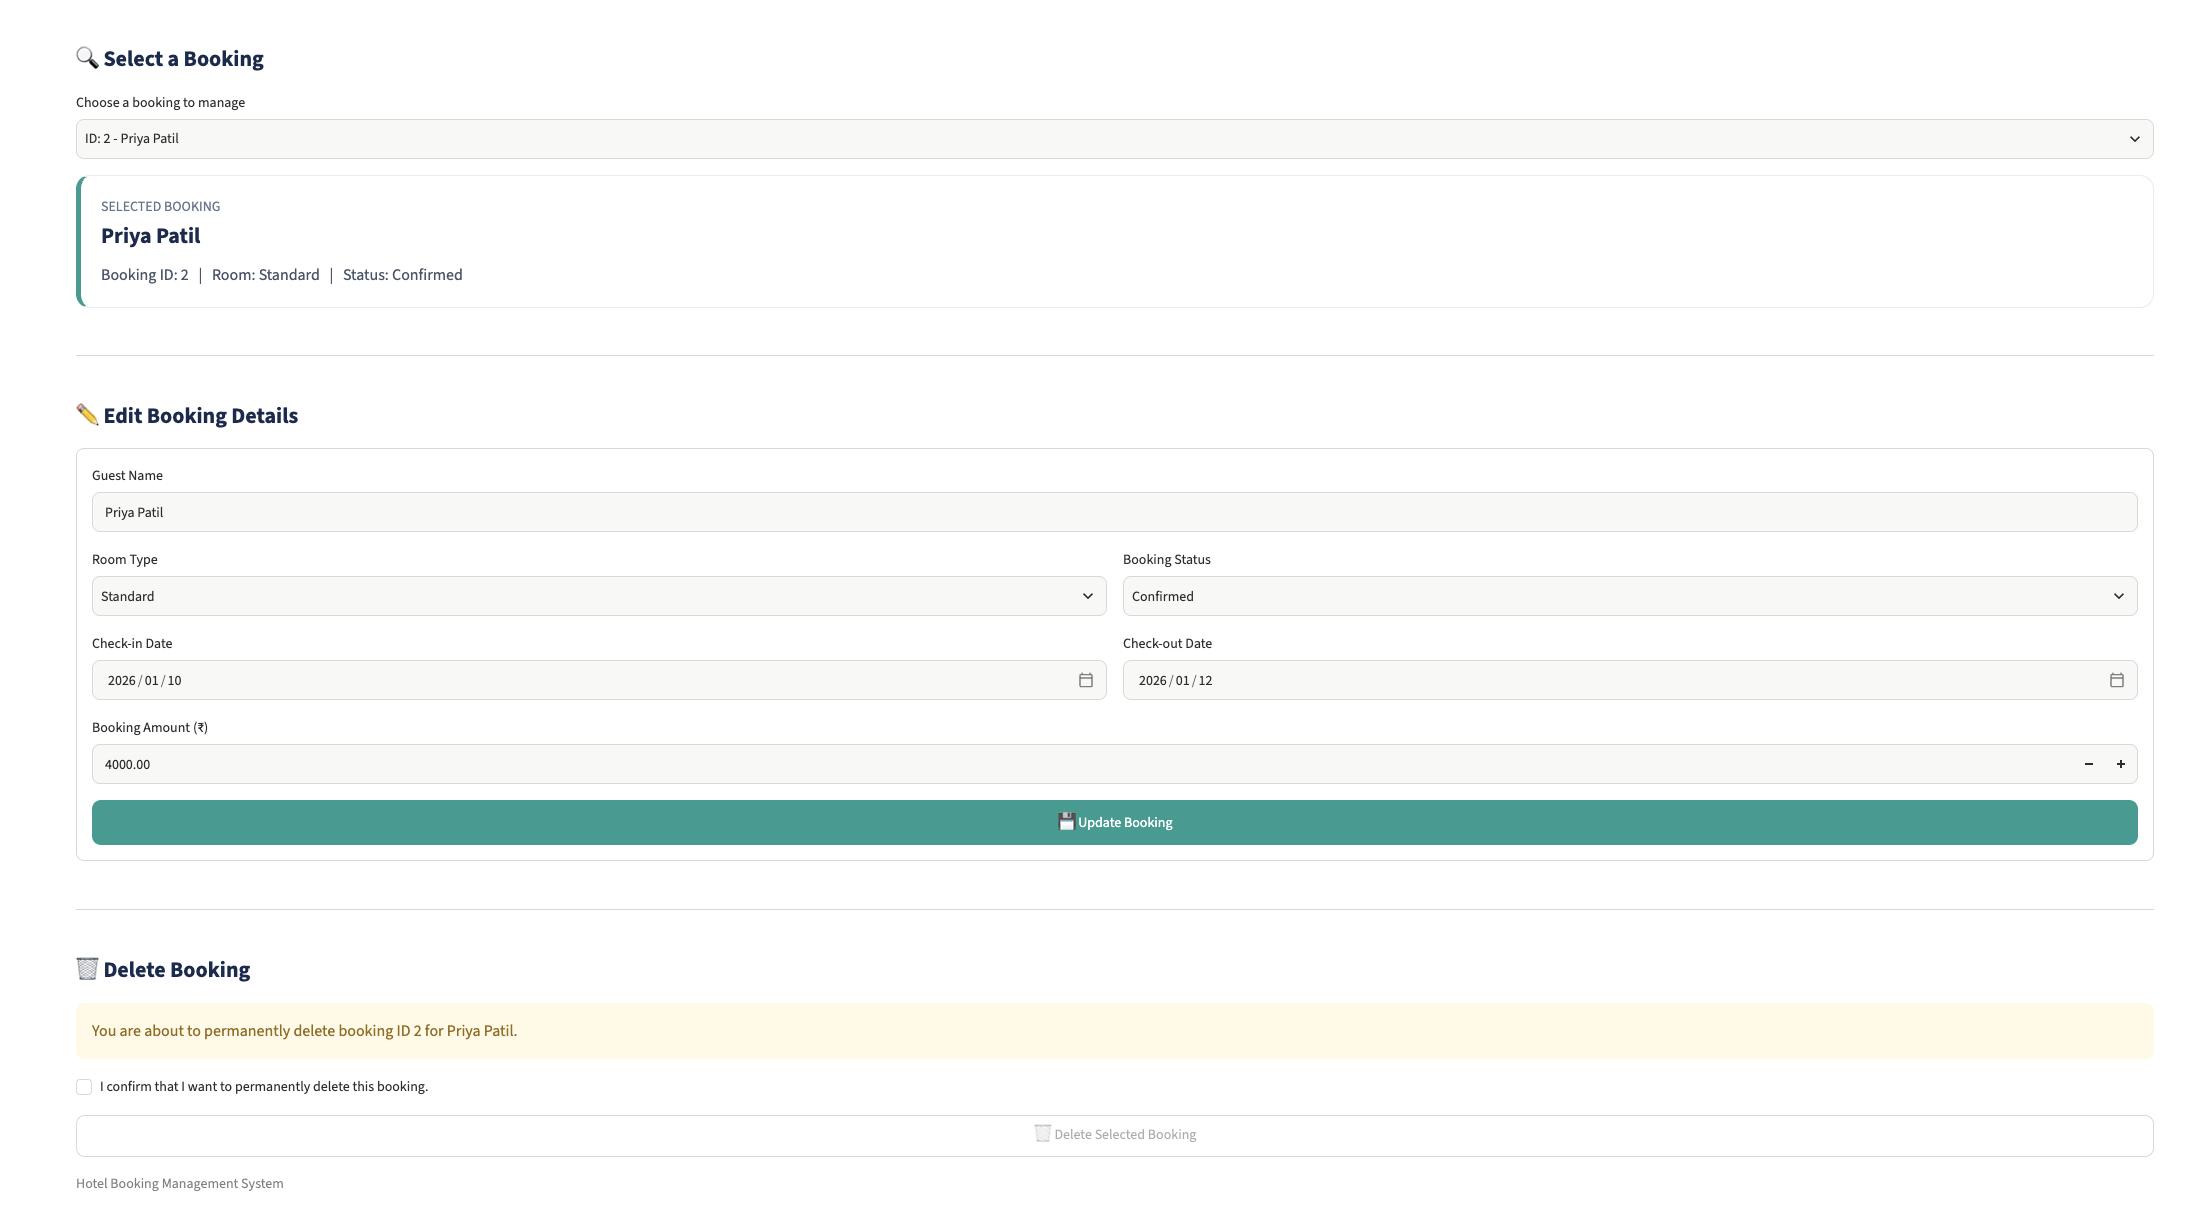 Select a Booking
Choose a booking to manage
ID: 2 - Priya Patil
SELECTED BOOKING
Priya Patil
Booking ID: 2 | Room: Standard | Status: Confirmed
Edit Booking Details
Guest Name
Priya Patil
Room Type
Booking Status
Standard
Confirmed
Check-in Date
Check-out Date
2026/01/10
2026/01/12
Booking Amount (₹)
4000.00
Update Booking
Delete Booking
You are about to permanently delete booking ID 2 for Priya Patil.
I confirm that I want to permanently delete this booking.
Delete Selected Booking
Hotel Booking Management System